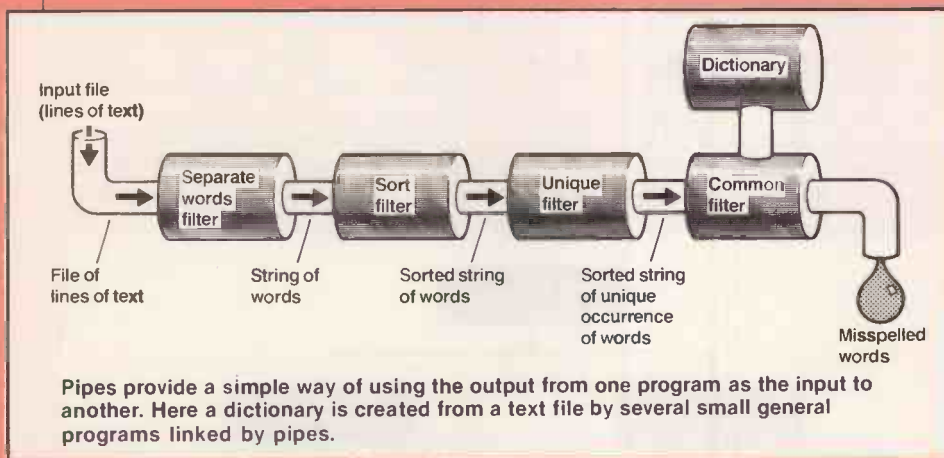 Dictionary
Input file
(lines of text)
Separate
words
filter
Sort
filter
Unique
filter
Common
filter
File of
lines of text
String of
words
Sorted string
of words
Sorted string
of unique
occurrence
of words
Misspelled
words
Pipes provide a simple way of using the output from one program as the input to
another. Here a dictionary is created from a text file by several small general
programs linked by pipes.